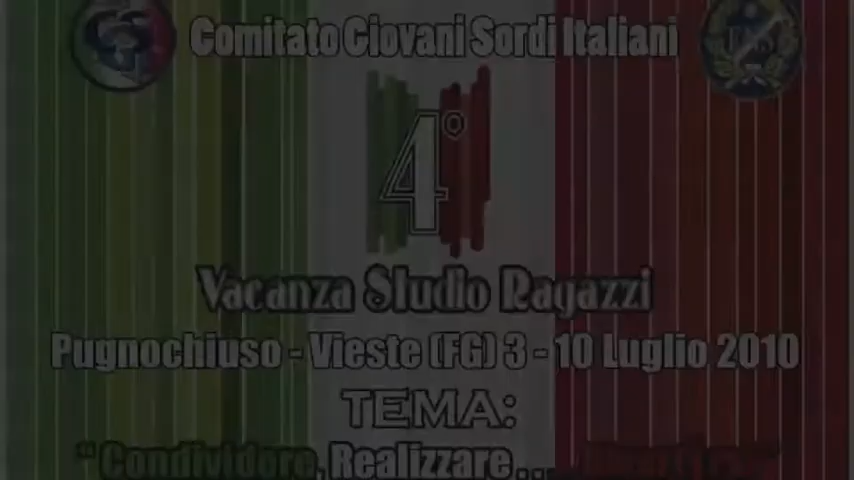 Comitato Giovani Sordi Italiani
4°
Vacanza Studio Ragazzi
Pugnochiuso - Vieste (FG) 3 - 10 Luglio 2010
TEMA:
“ Condividere, Realizzare . . .